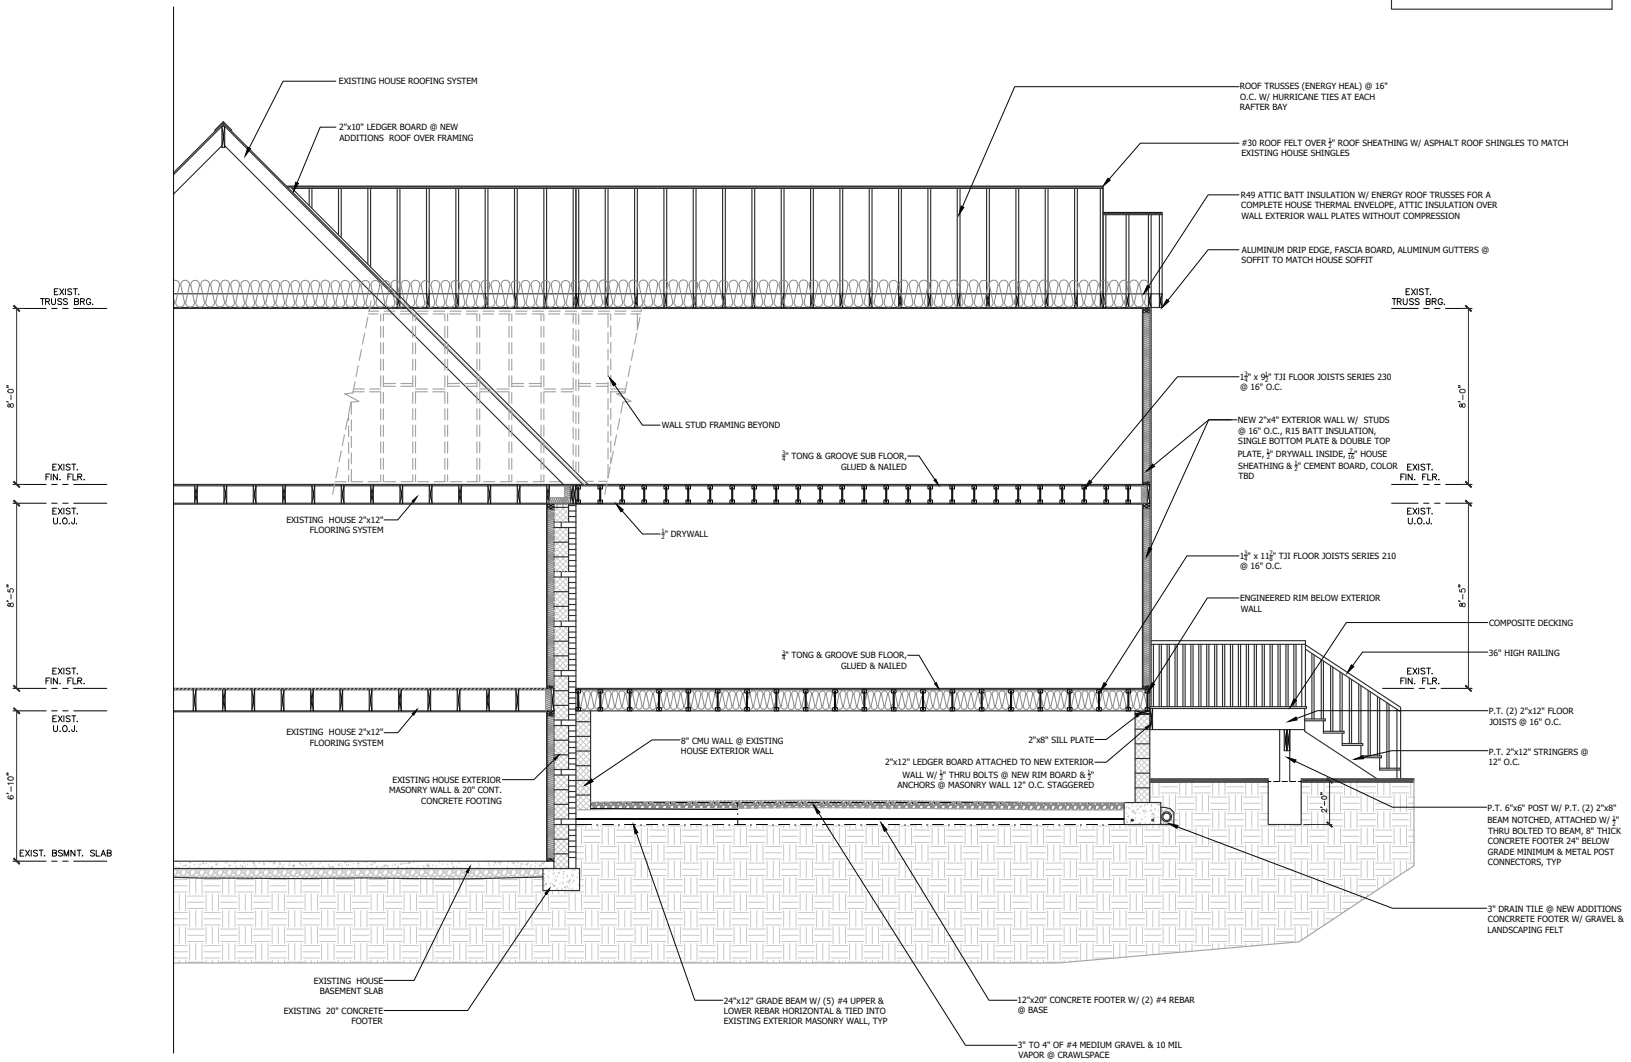 EXISTING HOUSE ROOFING SYSTEM
2"x10" LEDGER BOARD @ NEW
ADDITIONS ROOF OVER FRAMING
ROOF TRUSSES (ENERGY HEAL) @ 16"
O.C. W/ HURRICANE TIES AT EACH
RAFTER BAY
#30 ROOF FELT OVER ½" ROOF SHEATHING W/ ASPHALT ROOF SHINGLES TO MATCH
EXISTING HOUSE SHINGLES
R49 ATTIC BATT INSULATION W/ ENERGY ROOF TRUSSES FOR A
COMPLETE HOUSE THERMAL ENVELOPE, ATTIC INSULATION OVER
WALL EXTERIOR WALL PLATES WITHOUT COMPRESSION
ALUMINUM DRIP EDGE, FASCIA BOARD, ALUMINUM GUTTERS @
SOFFIT TO MATCH HOUSE SOFFIT
EXIST.
TRUSS BRG.
EXIST.
TRUSS BRG.
8'-0"
8'-0"
1¾" x 9½" TJI FLOOR JOISTS SERIES 230
@ 16" O.C.
WALL STUD FRAMING BEYOND
NEW 2"x4" EXTERIOR WALL W/ STUDS
@ 16" O.C., R15 BATT INSULATION,
SINGLE BOTTOM PLATE & DOUBLE TOP
PLATE, ½" DRYWALL INSIDE, 7/16" HOUSE
SHEATHING & ½" CEMENT BOARD, COLOR
TBD
¾" TONG & GROOVE SUB FLOOR,
GLUED & NAILED
EXIST.
FIN. FLR.
EXIST.
FIN. FLR.
EXIST.
U.O.J.
EXIST.
U.O.J.
EXISTING HOUSE 2"x12"
FLOORING SYSTEM
½" DRYWALL
1¾" x 11⅞" TJI FLOOR JOISTS SERIES 210
@ 16" O.C.
8'-5"
8'-5"
ENGINEERED RIM BELOW EXTERIOR
WALL
COMPOSITE DECKING
36" HIGH RAILING
¾" TONG & GROOVE SUB FLOOR,
GLUED & NAILED
EXIST.
FIN. FLR.
EXIST.
FIN. FLR.
EXIST.
U.O.J.
P.T. (2) 2"x12" FLOOR
JOISTS @ 16" O.C.
EXISTING HOUSE 2"x12"
FLOORING SYSTEM
8" CMU WALL @ EXISTING
HOUSE EXTERIOR WALL
2"x8" SILL PLATE
P.T. 2"x12" STRINGERS @
12" O.C.
2"x12" LEDGER BOARD ATTACHED TO NEW EXTERIOR
WALL W/ ½" THRU BOLTS @ NEW RIM BOARD & ½"
ANCHORS @ MASONRY WALL 12" O.C. STAGGERED
EXISTING HOUSE EXTERIOR
MASONRY WALL & 20" CONT.
CONCRETE FOOTING
6'-10"
2'-0"
P.T. 6"x6" POST W/ P.T. (2) 2"x8"
BEAM NOTCHED, ATTACHED W/ ½"
THRU BOLTED TO BEAM, 8" THICK
CONCRETE FOOTER 24" BELOW
GRADE MINIMUM & METAL POST
CONNECTORS, TYP
EXIST. BSMNT. SLAB
3" DRAIN TILE @ NEW ADDITIONS
CONCRRETE FOOTER W/ GRAVEL &
LANDSCAPING FELT
EXISTING HOUSE
BASEMENT SLAB
EXISTING 20" CONCRETE
FOOTER
24"x12" GRADE BEAM W/ (5) #4 UPPER &
LOWER REBAR HORIZONTAL & TIED INTO
EXISTING EXTERIOR MASONRY WALL, TYP
12"x20" CONCRETE FOOTER W/ (2) #4 REBAR
@ BASE
3" TO 4" OF #4 MEDIUM GRAVEL & 10 MIL
VAPOR @ CRAWLSPACE